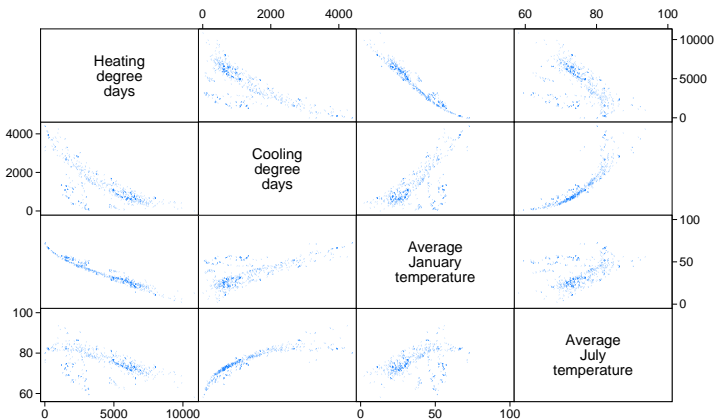 0 2000 4000 60 80 100
Heating
degree
days
10000
5000
0
4000
2000
0
Cooling
degree
days
Average
January
temperature
100
50
0
100
80
60
Average
July
temperature
0 5000 10000 0 50 100